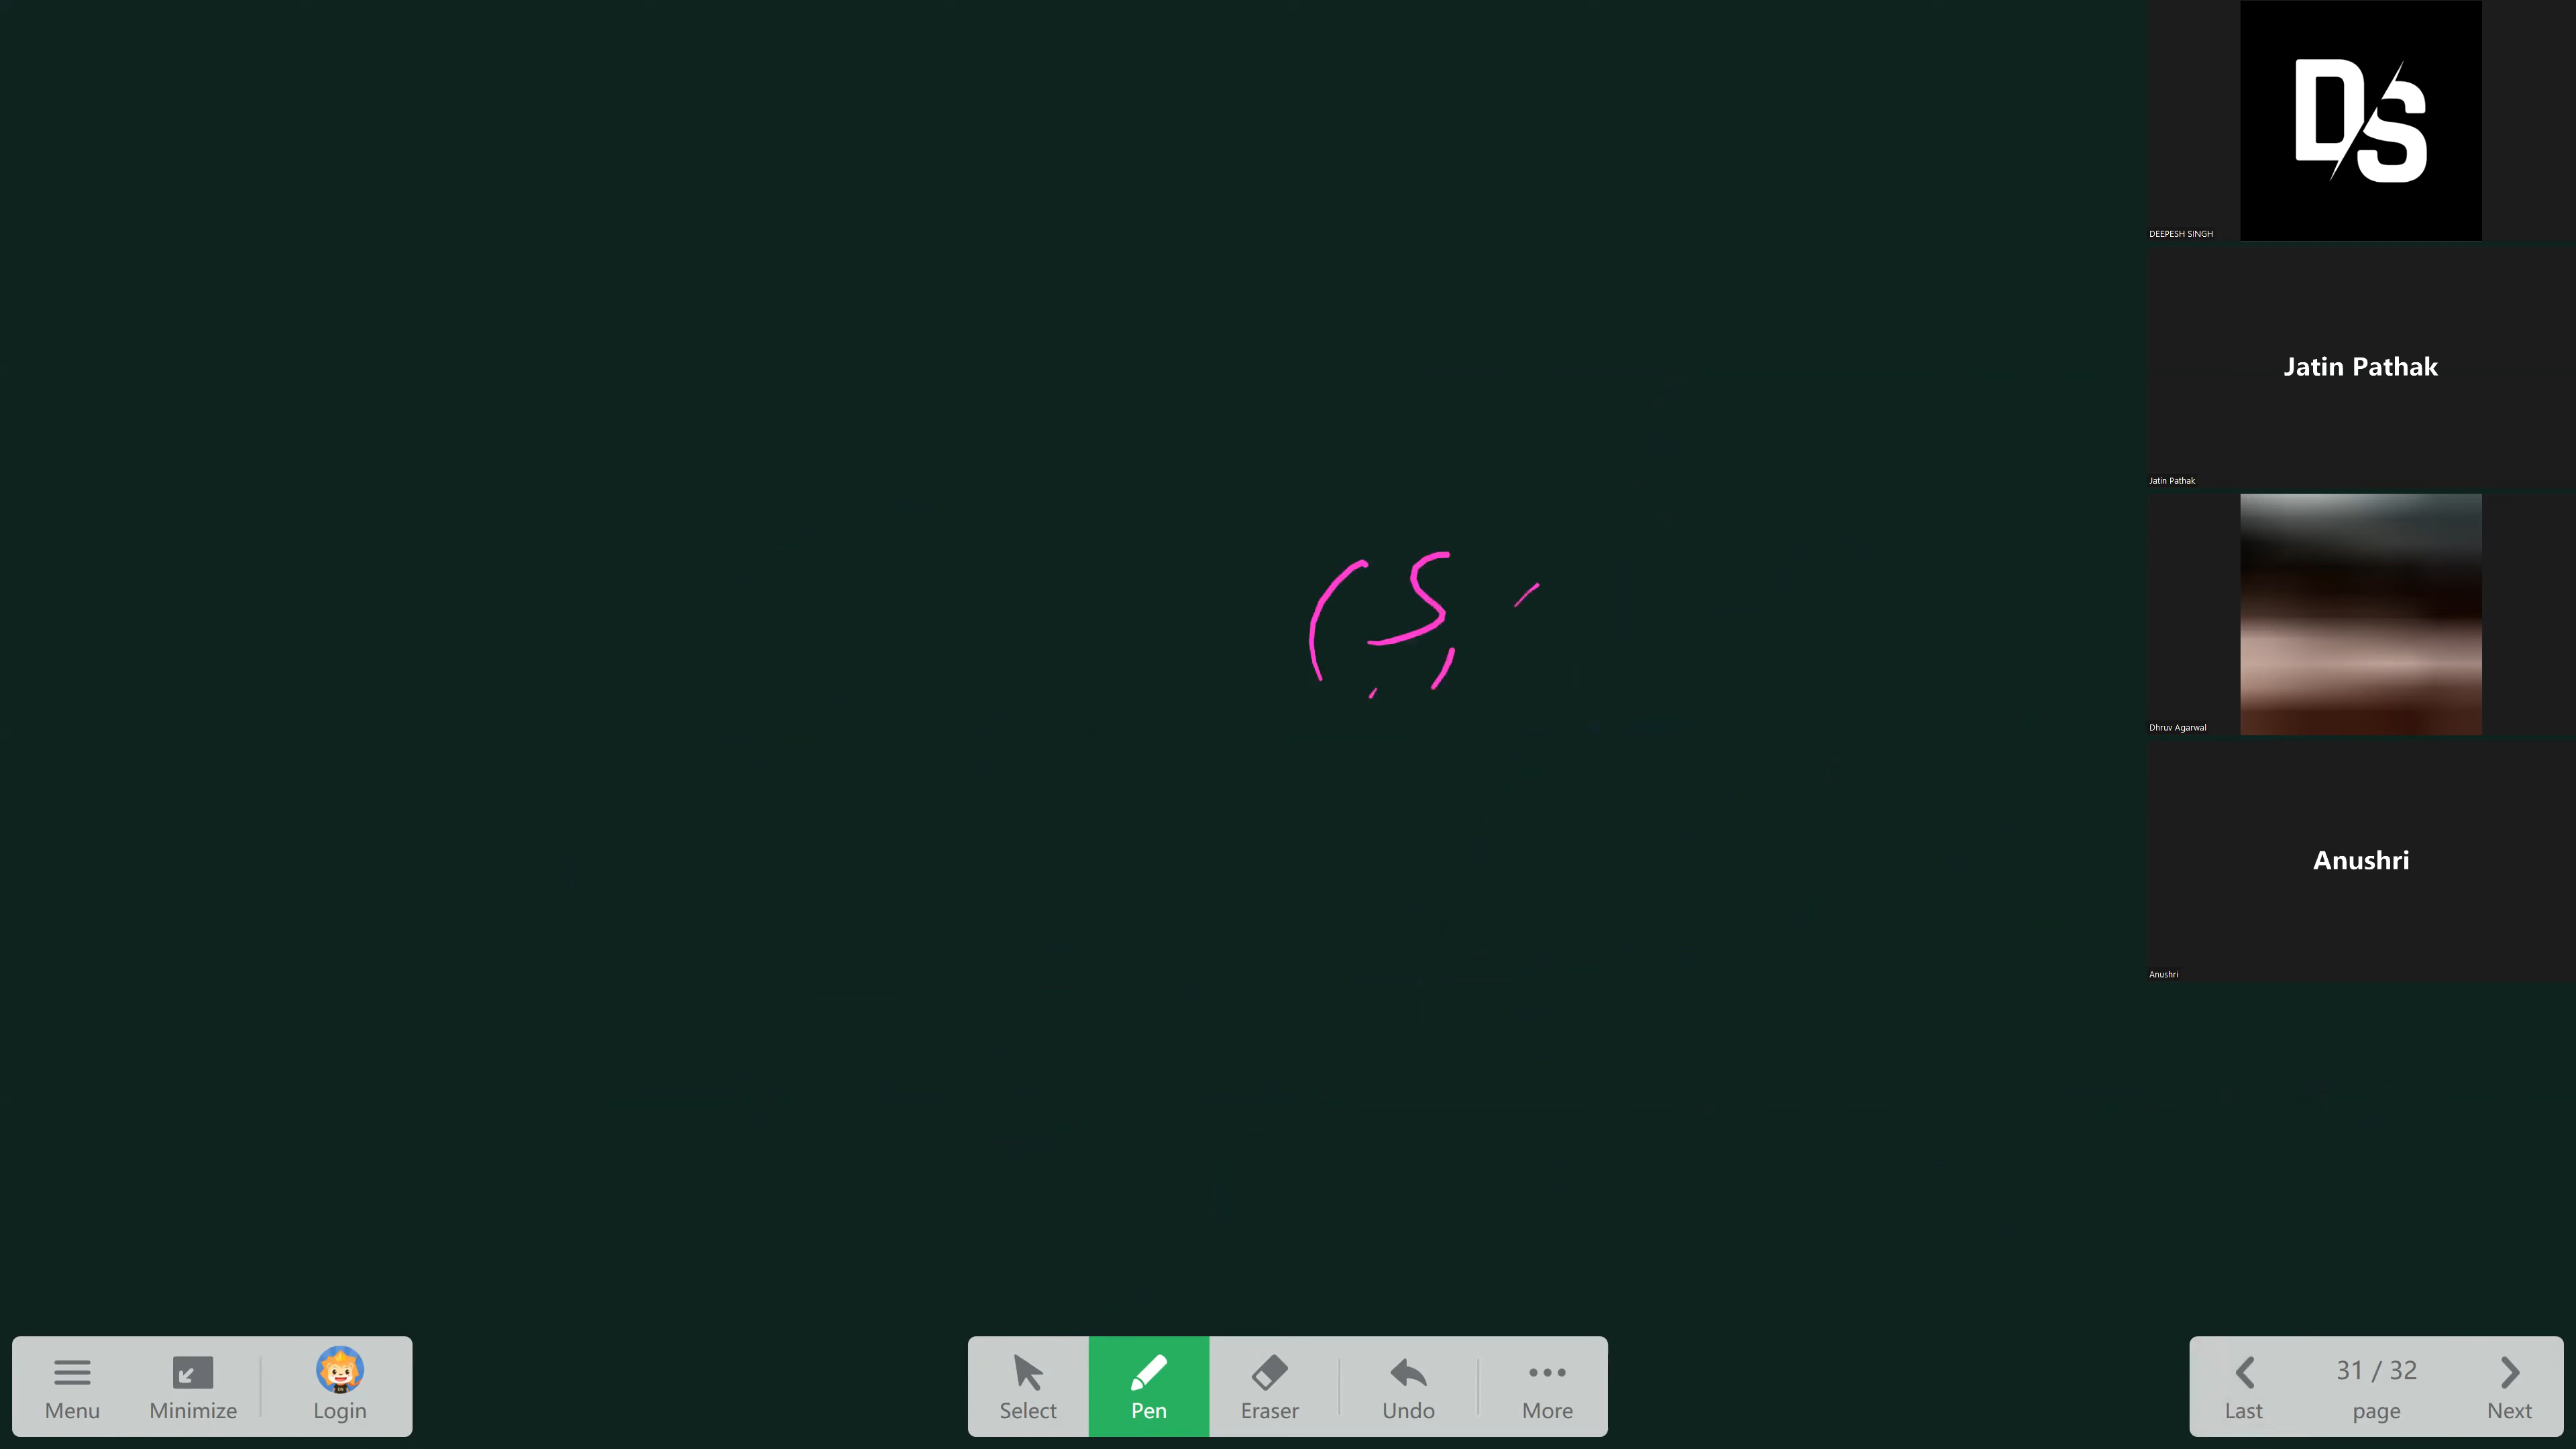 DS
DEEPESH SINGH
Jatin Pathak
Jatin Pathak
Dhruv Agarwal
Anushri
Anushri
(5,
Menu Minimize Login Select Pen Eraser Undo More Last 31 / 32 page Next